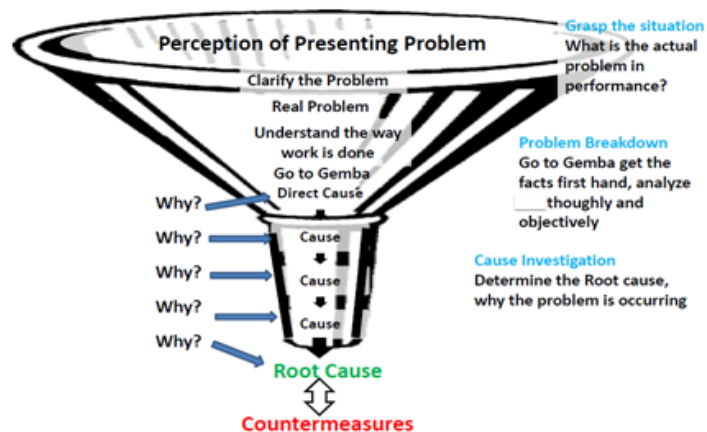 Perception of Presenting Problem
Clarify the Problem
Real Problem
Understand the way
work is done
Go to Gemba
Direct Cause
Why?
Why?
Why?
Why?
Why?
Cause
Cause
Cause
Root Cause
Countermeasures
Grasp the situation
What is the actual
problem in
performance?
Problem Breakdown
Go to Gemba get the
facts first hand, analyze
___thoughly and
objectively
Cause Investigation
Determine the Root cause,
why the problem is occurring